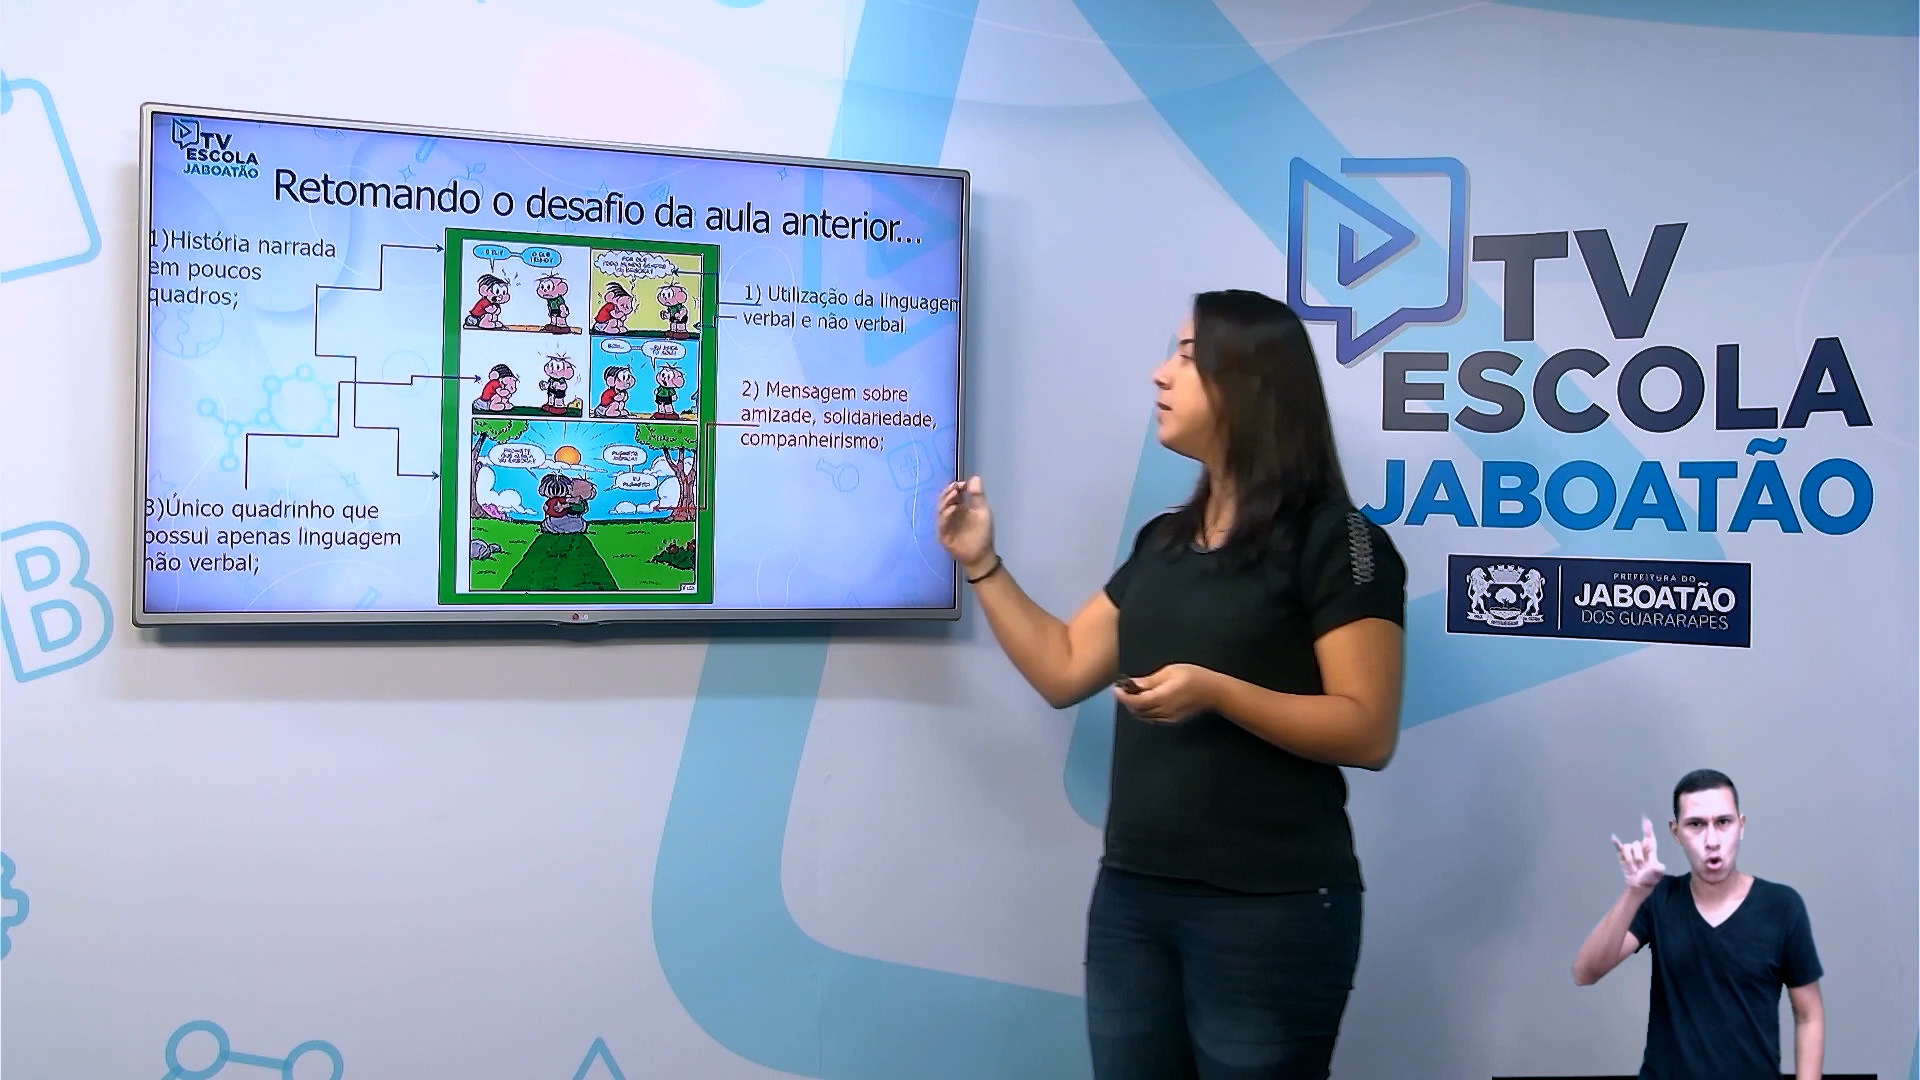 TV
ESCOLA
JABOATÃO
Retomando o desafio da aula anterior...
1)História narrada
em poucos
quadros;
1) Utilização da linguagem
verbal e não verbal,
2) Mensagem sobre
amizade, solidariedade,
companheirismo;
3)Único quadrinho que
possui apenas linguagem
não verbal;
LG
TV
ESCOLA
JABOATÃO
PREFEITURA DO
JABOATÃO
DOS GUARARAPES
B